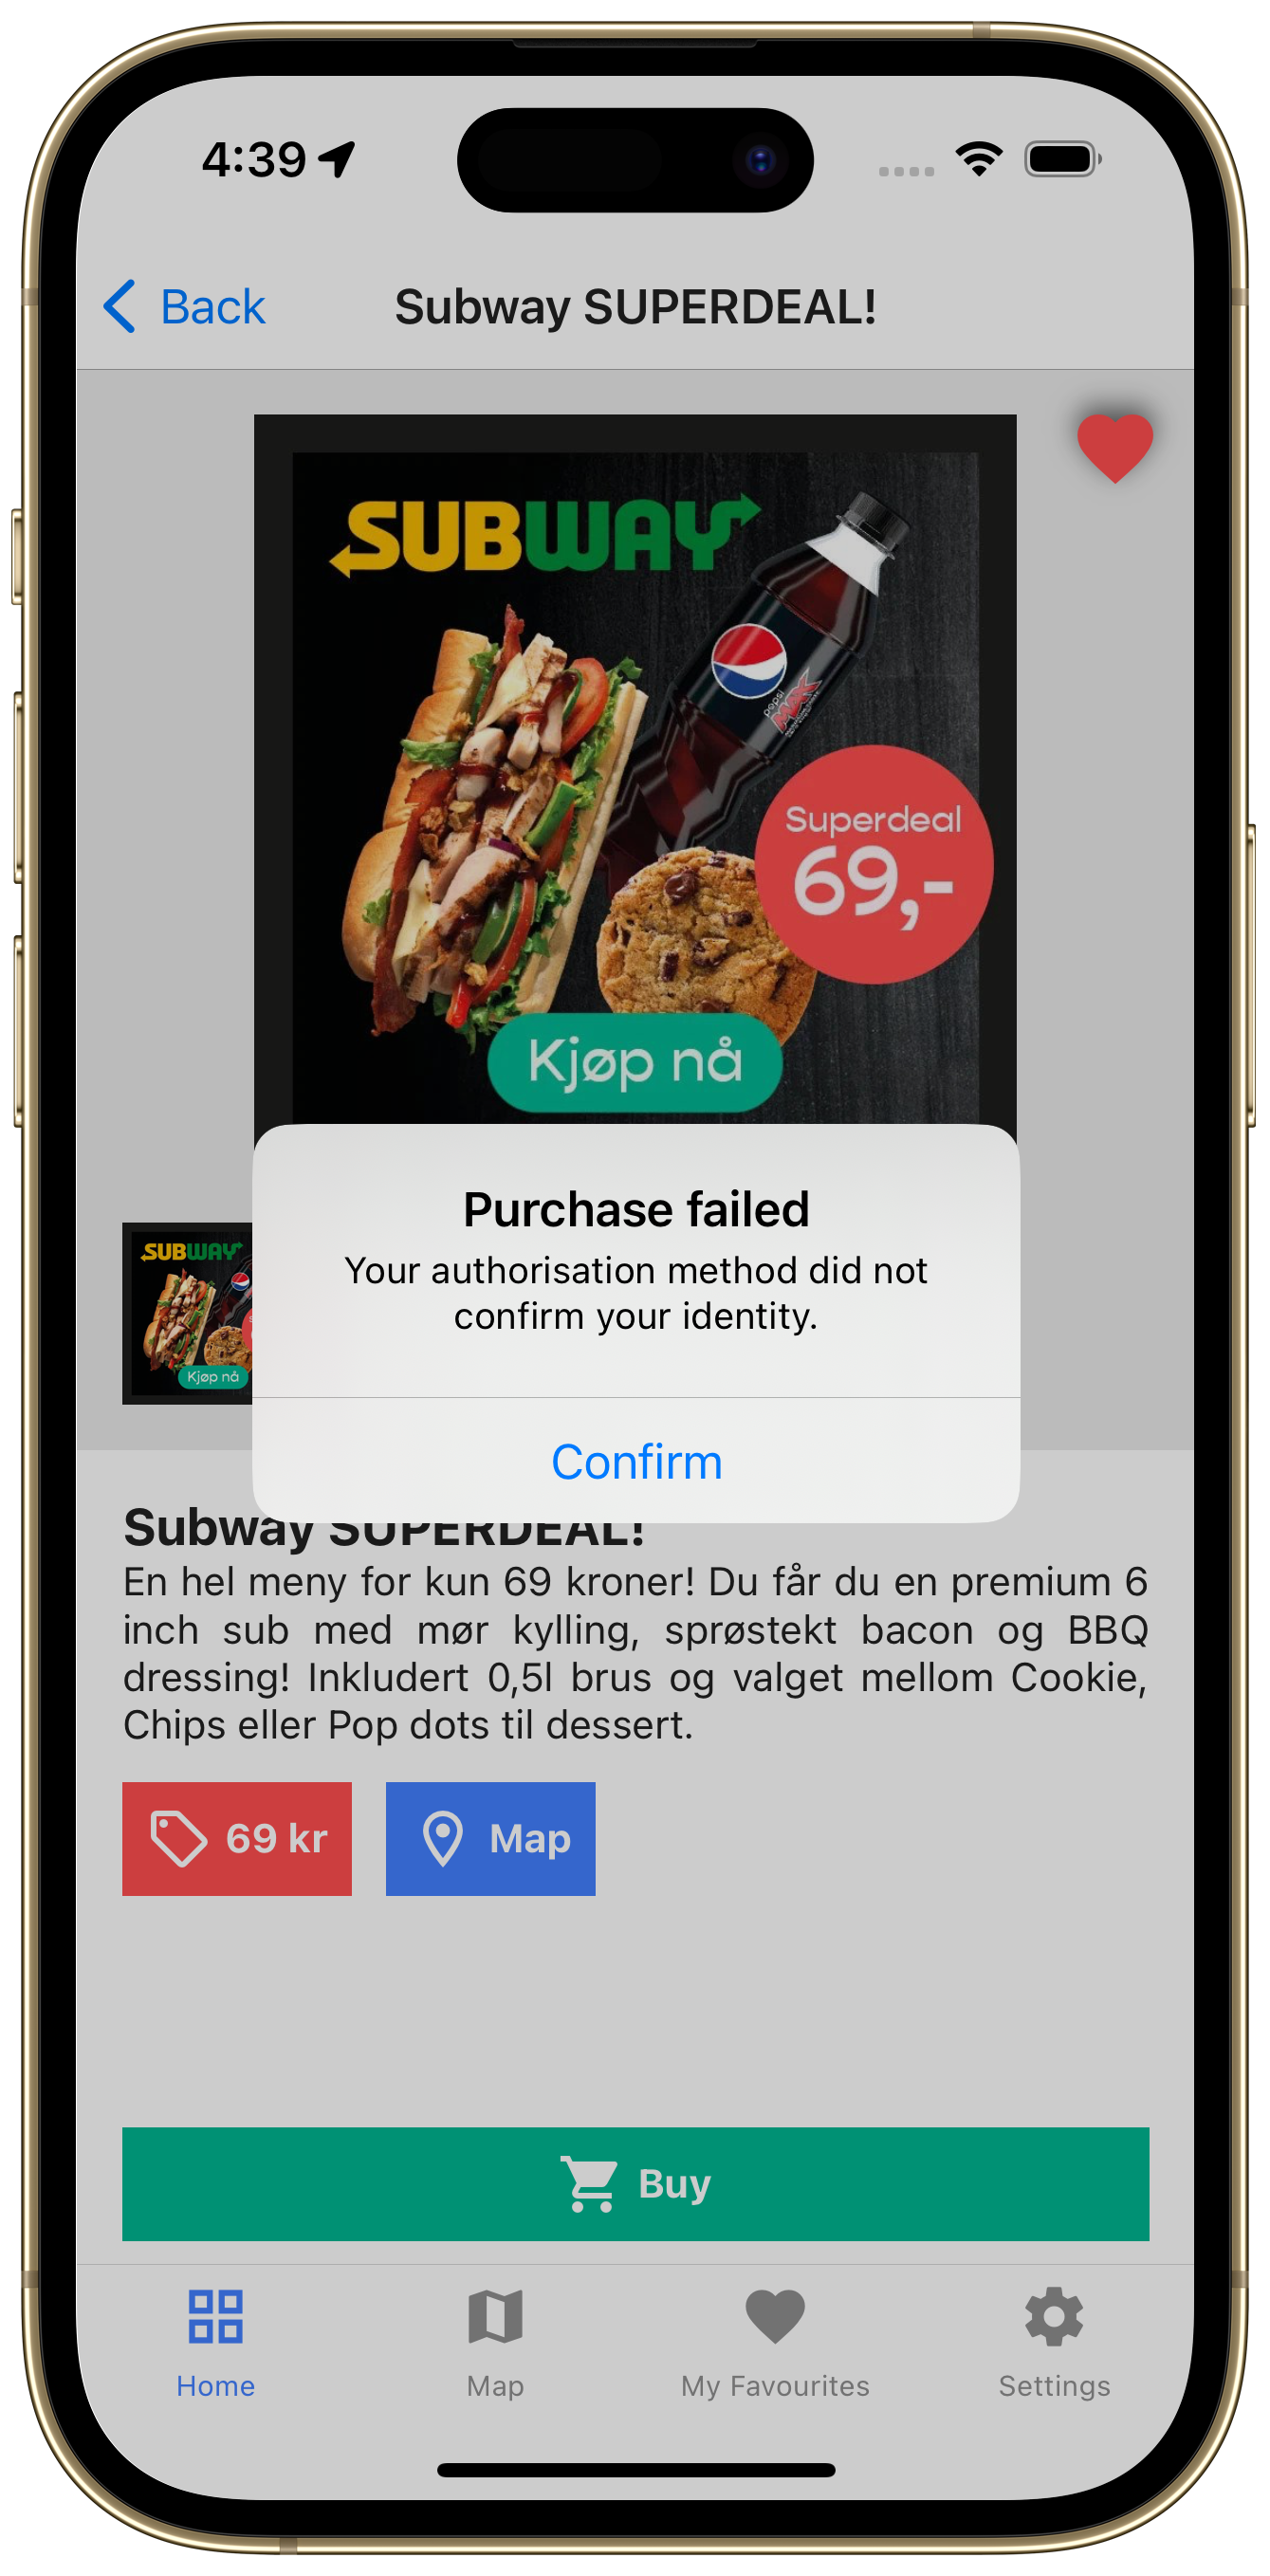 4:39
Back
Subway SUPERDEAL!
SUBWAY
pepsi
MAX
Superdeal
69,-
Kjøp nå
Purchase failed
Your authorisation method did not
confirm your identity.
Confirm
SUBWAY
Kjøp nå
Subway SUPERDEAL!
En hel meny for kun 69 kroner! Du får du en premium 6
inch sub med mør kylling, sprøstekt bacon og BBQ
dressing! Inkludert 0,5l brus og valget mellom Cookie,
Chips eller Pop dots til dessert.
69 kr
Map
Buy
Home
Map
My Favourites
Settings